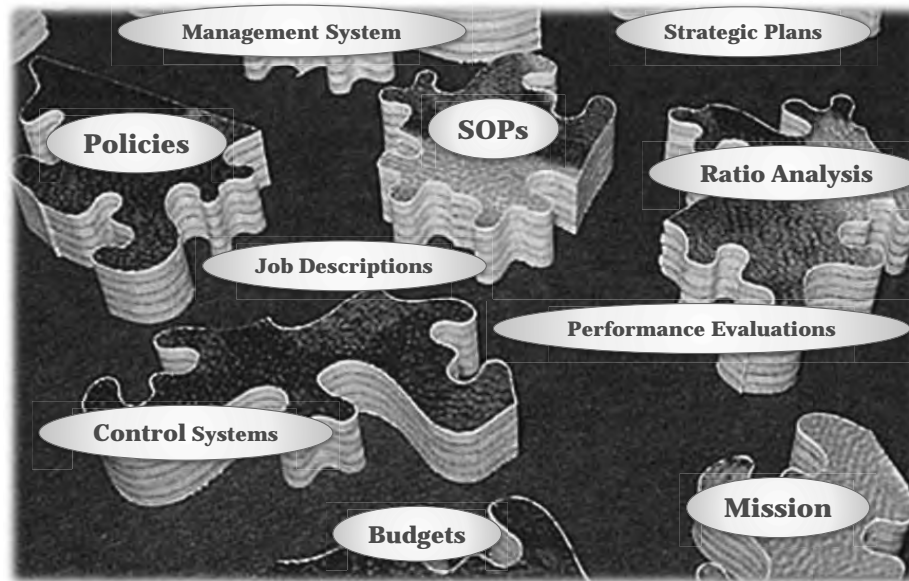 Management System
Strategic Plans
Policies
SOPs
Ratio Analysis
Job Descriptions
Performance Evaluations
Control Systems
Mission
Budgets